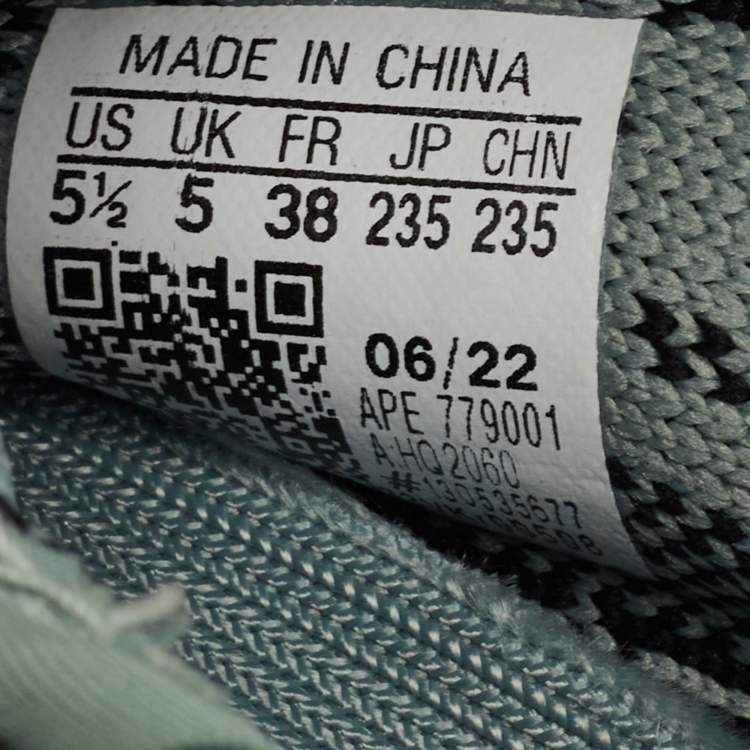 MADE IN CHINA
US UK FR JP CHN
5½ 5 38 235 235
06/22
APE 779001
A:HQ2060
#130535677